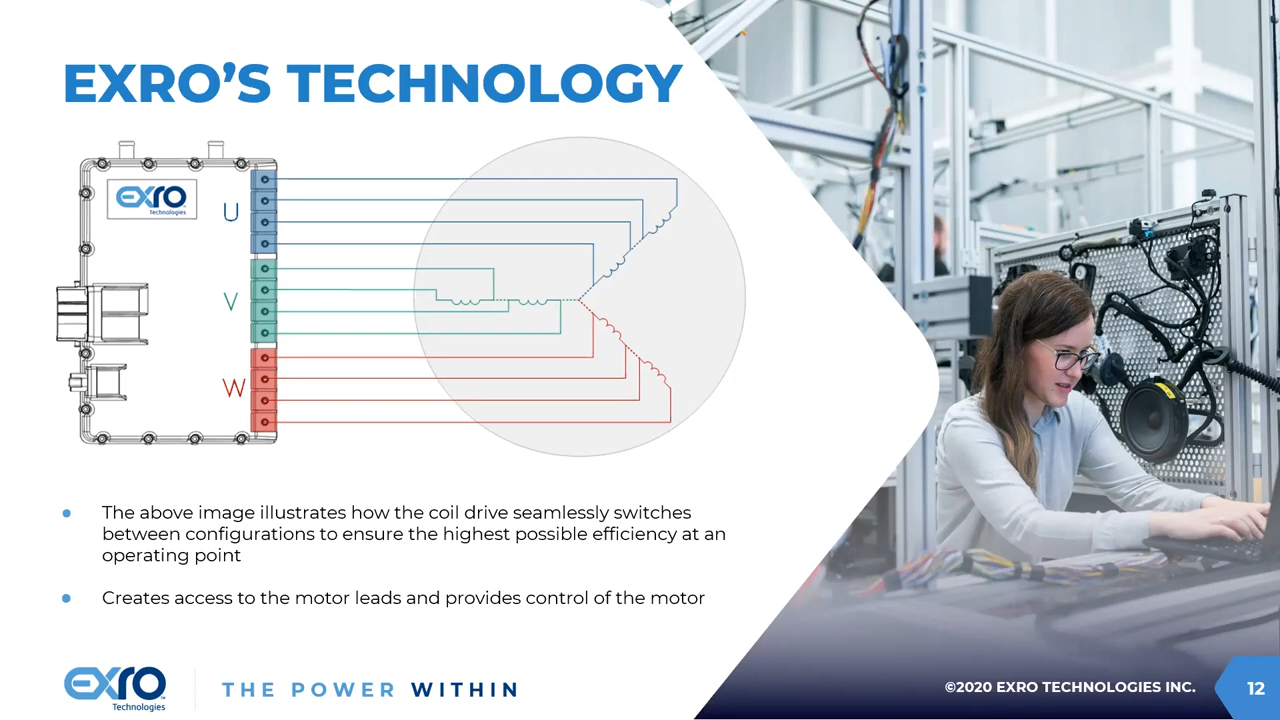 EXRO’S TECHNOLOGY
exro
Technologies
U
V
W
The above image illustrates how the coil drive seamlessly switches
between configurations to ensure the highest possible efficiency at an
operating point
Creates access to the motor leads and provides control of the motor
exro
Technologies
THE POWER WITHIN
©2020 EXRO TECHNOLOGIES INC.
12